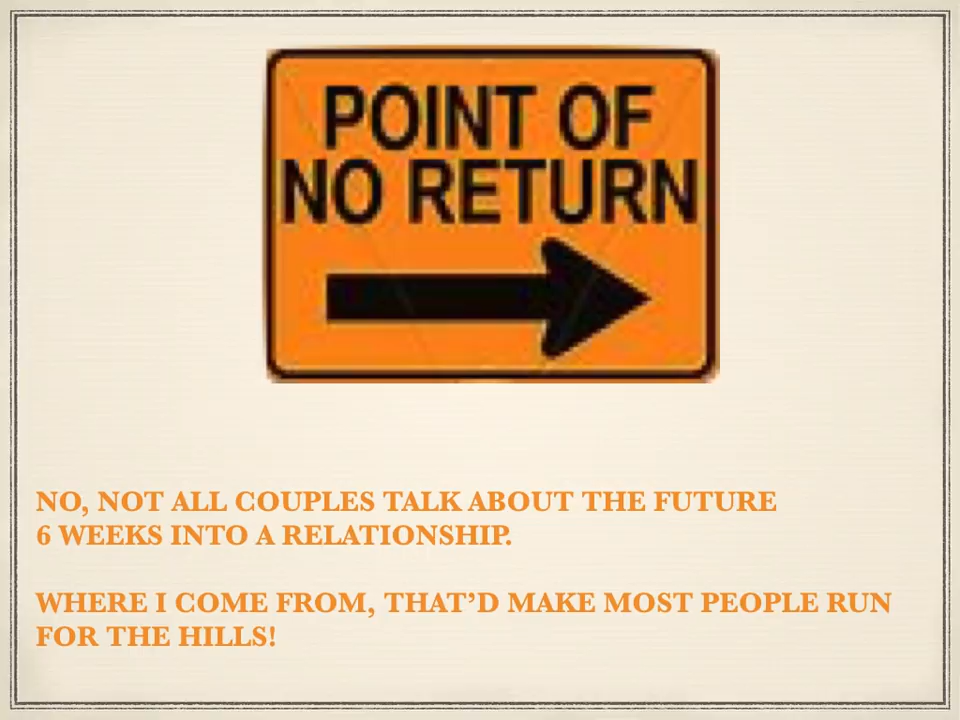 POINT OF
NO RETURN
NO, NOT ALL COUPLES TALK ABOUT THE FUTURE
6 WEEKS INTO A RELATIONSHIP.
WHERE I COME FROM, THAT’D MAKE MOST PEOPLE RUN
FOR THE HILLS!